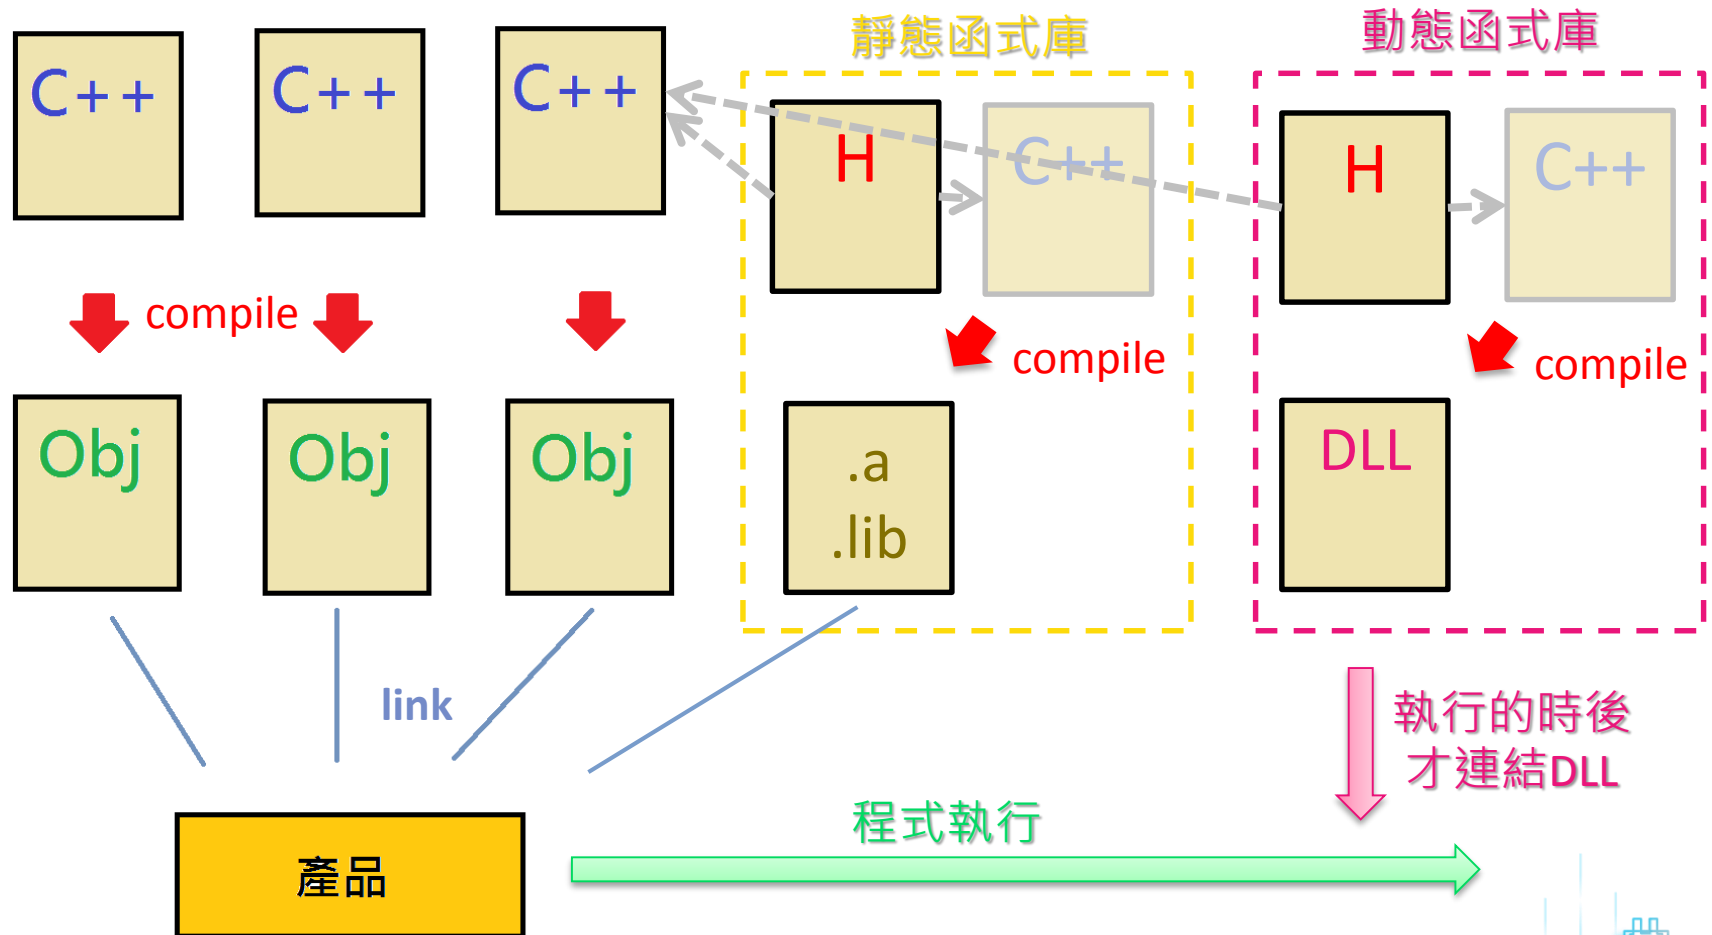 靜態函式庫
動態函式庫
C++
C++
C++
H
C++
H
C++
compile
compile
compile
Obj
Obj
Obj
.a
.lib
DLL
link
執行的時後
才連結DLL
程式執行
產品